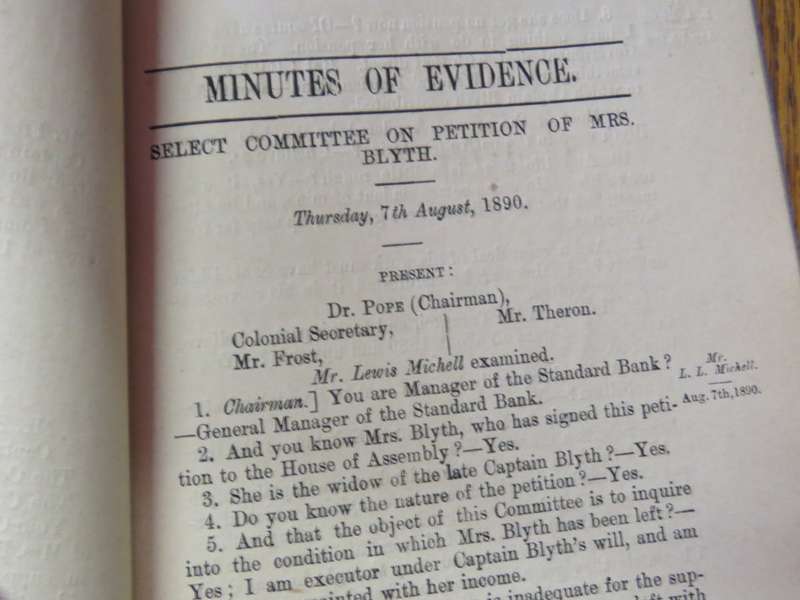 MINUTES OF EVIDENCE.
SELECT COMMITTEE ON PETITION OF MRS.
BLYTH.
Thursday, 7th August, 1890.
PRESENT:
Dr. POPE (Chairman),
Colonial Secretary,
Mr. Theron.
Mr. Frost,
Mr. Lewis Michell examined.
1. Chairman.] You are Manager of the Standard Bank?
—General Manager of the Standard Bank.
Mr.
L. L. Michell.
Aug. 7th, 1890.
2. And you know Mrs. Blyth, who has signed this peti-
tion to the House of Assembly?—Yes.
3. She is the widow of the late Captain Blyth?—Yes.
4. Do you know the nature of the petition?—Yes.
5. And that the object of this Committee is to inquire
into the condition in which Mrs. Blyth has been left?—
Yes; I am executor under Captain Blyth's will, and am
with her income.
is inadequate for the sup-
left with